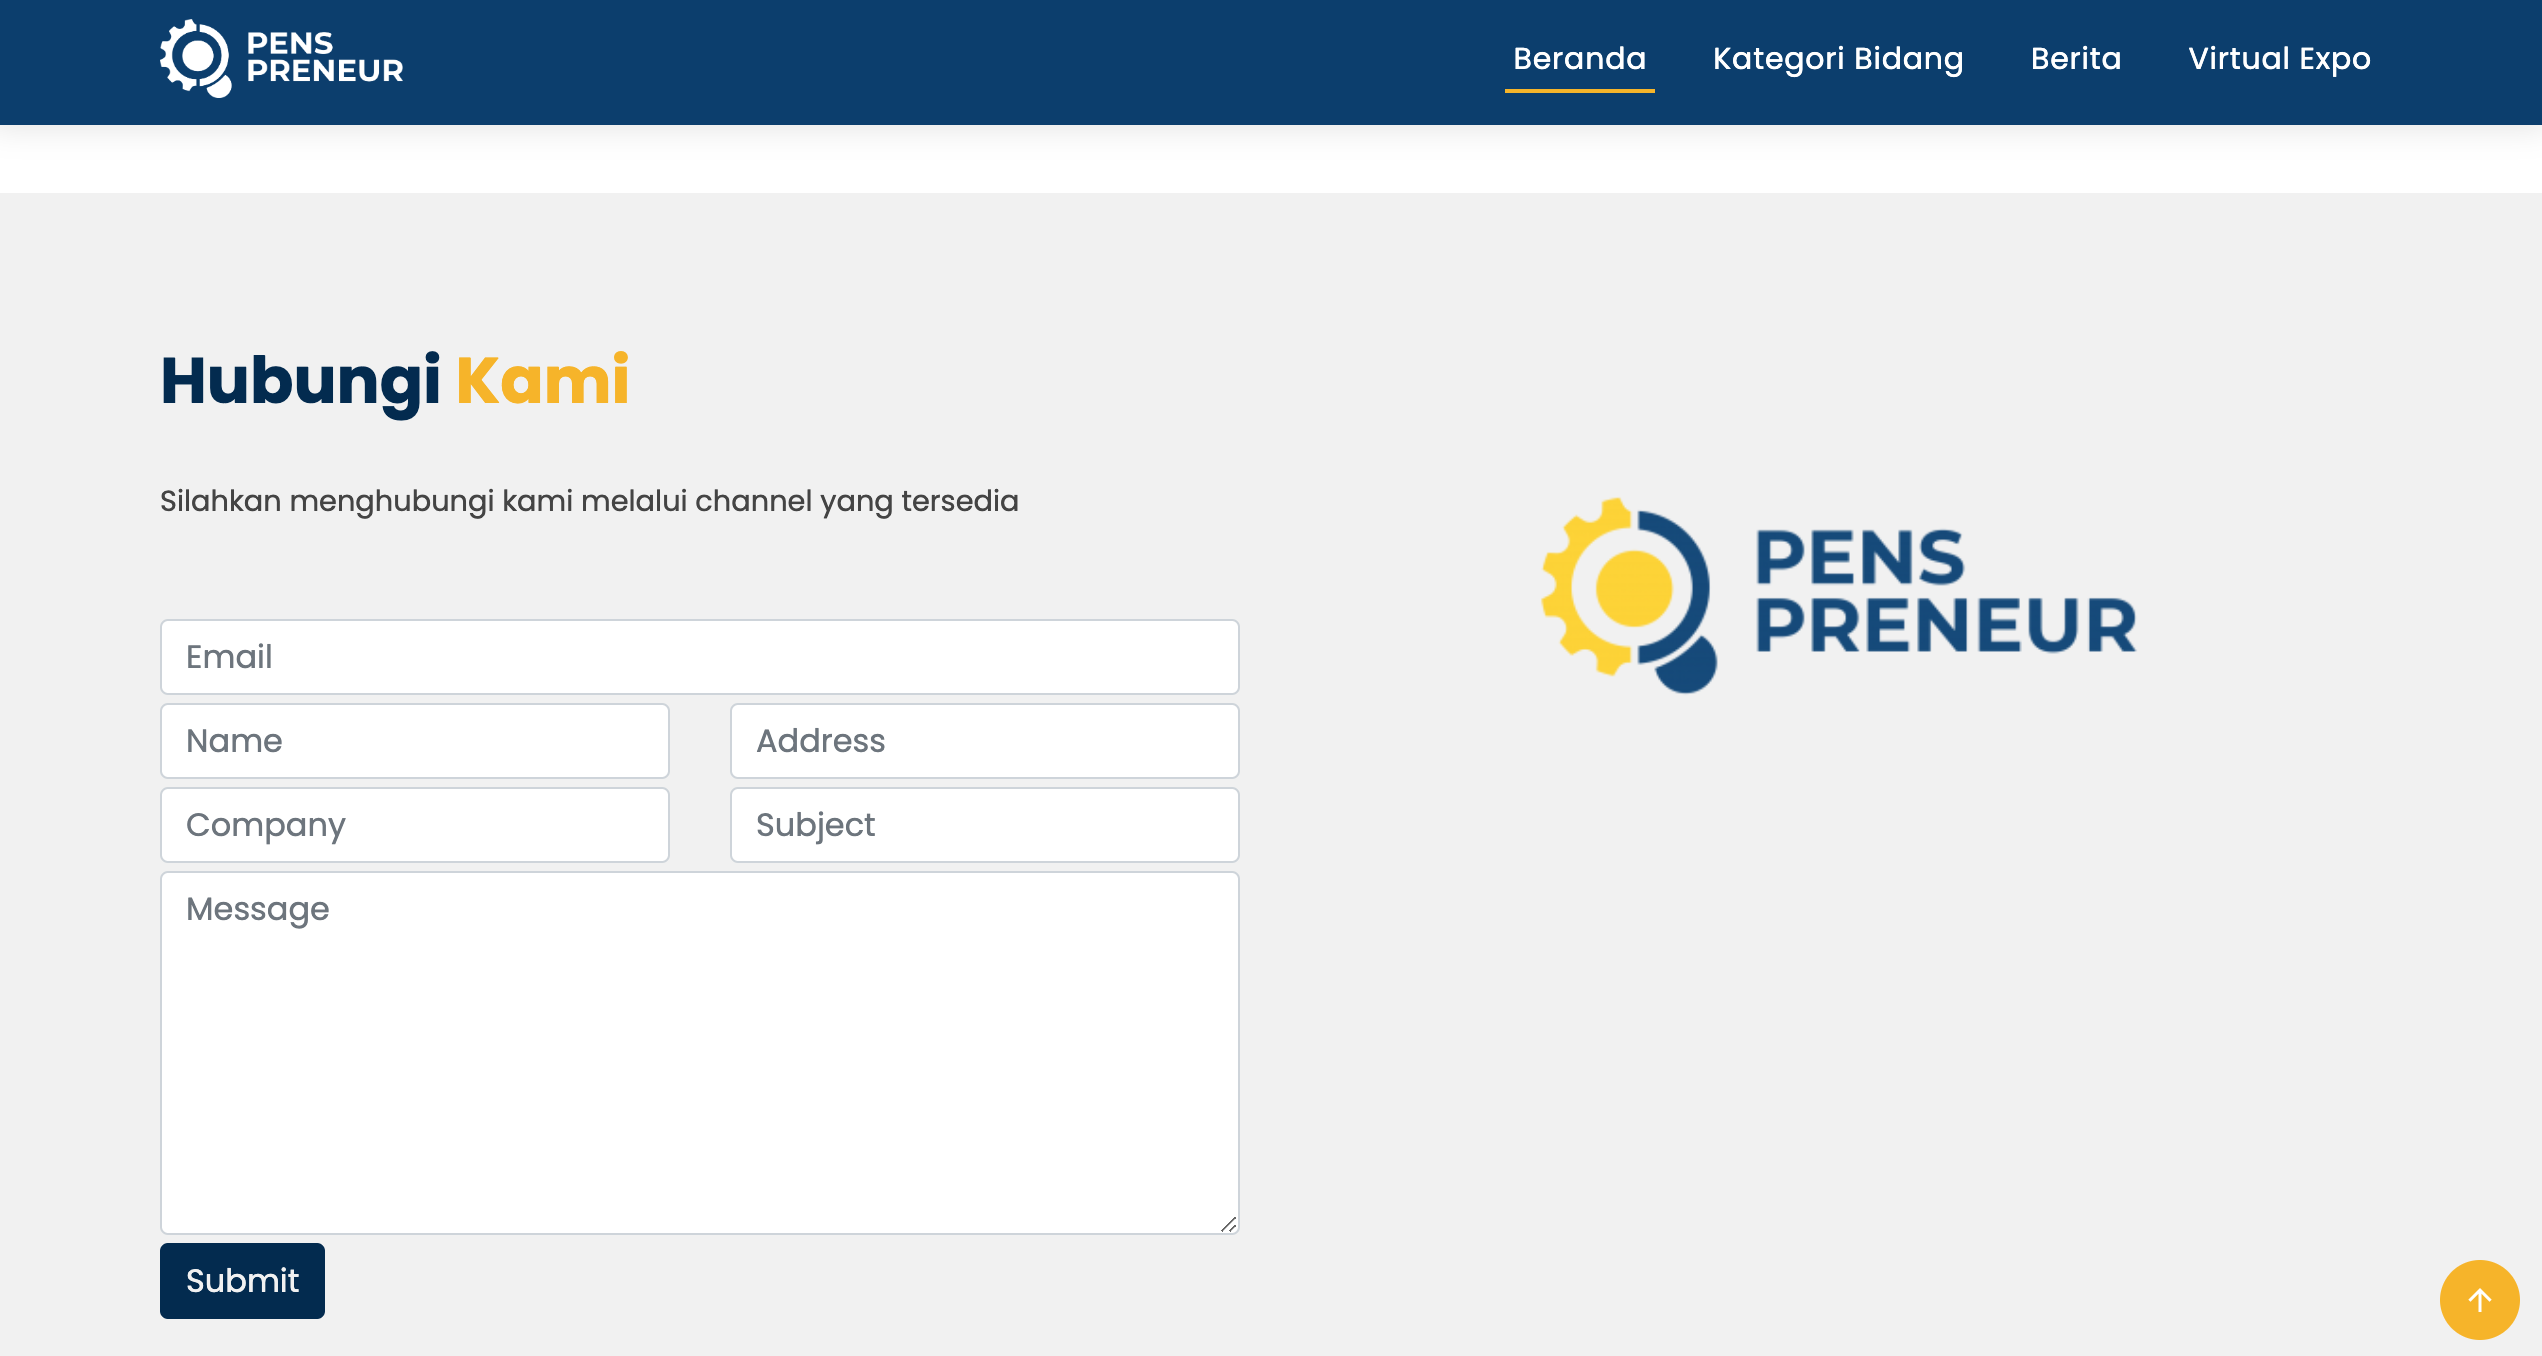 PENS
PRENEUR
Beranda Kategori Bidang Berita Virtual Expo
Hubungi Kami
Silahkan menghubungi kami melalui channel yang tersedia
PENS
PRENEUR
Email
Name Address
Company Subject
Message
Submit